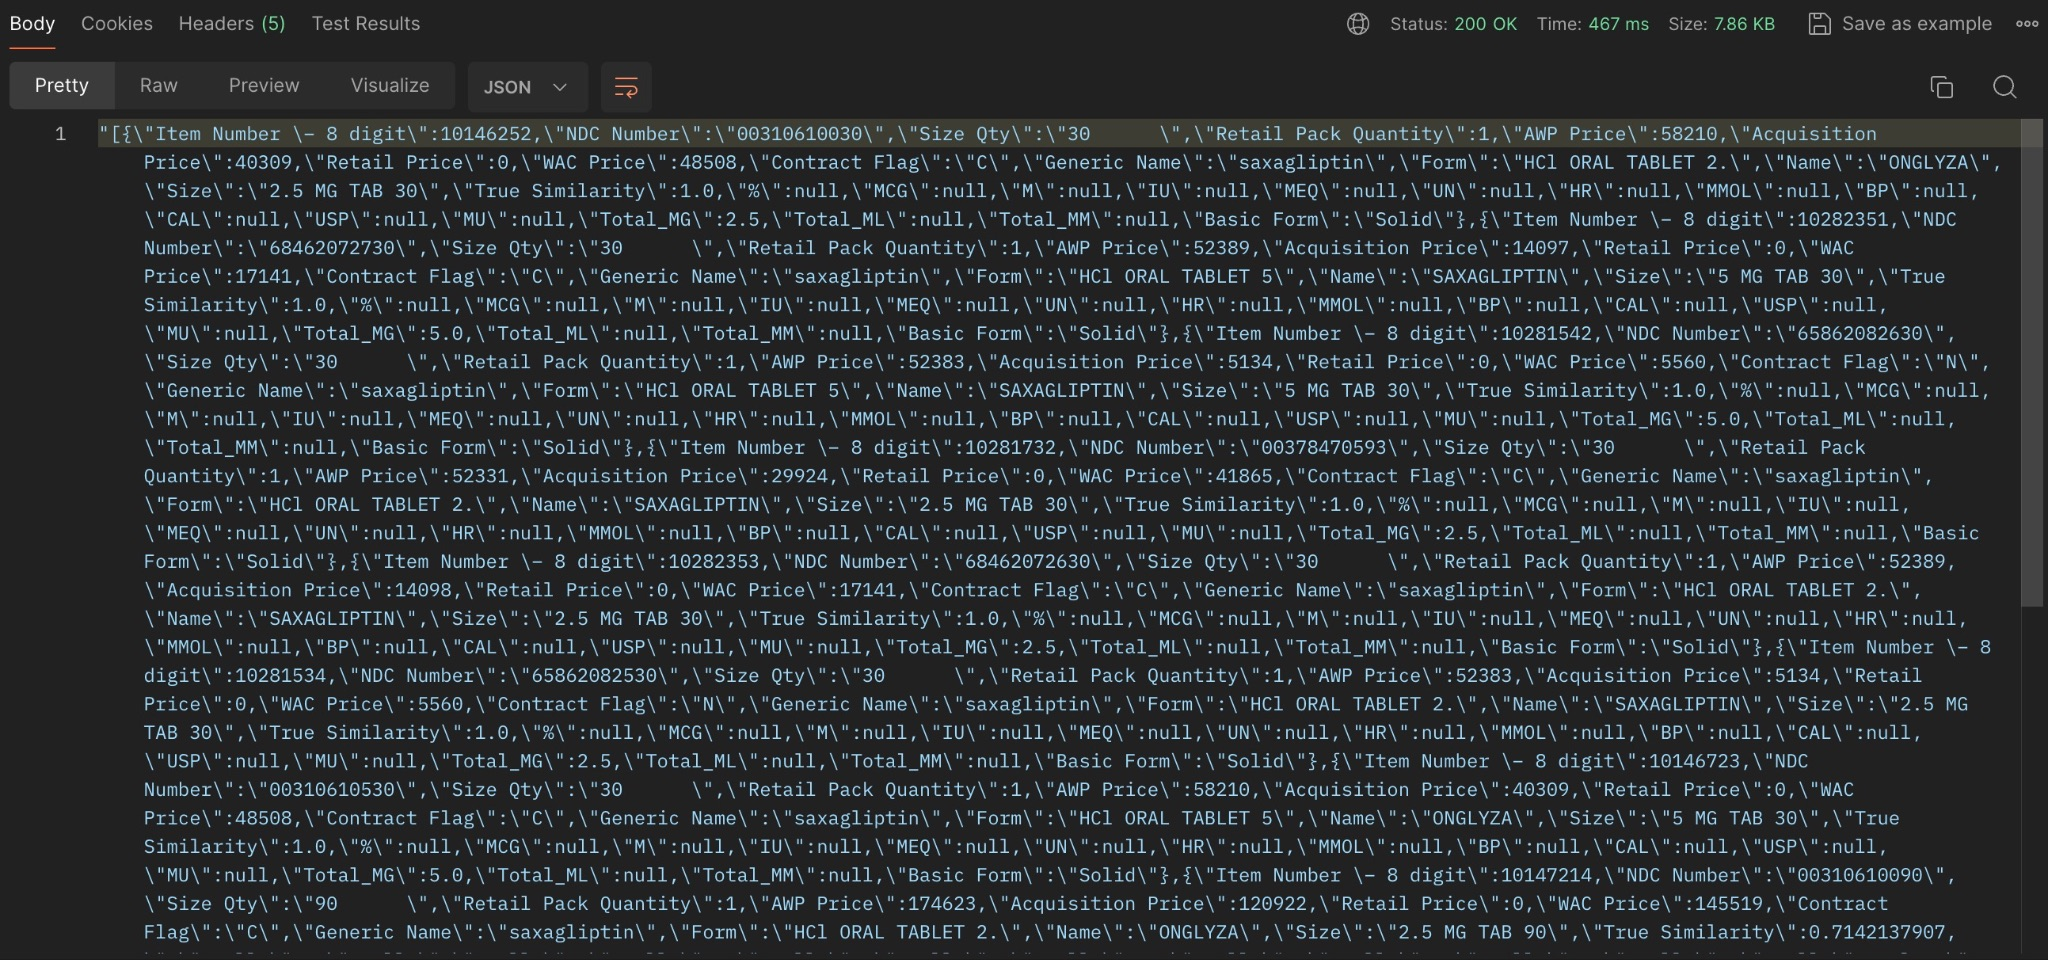 Body Cookies Headers (5) Test Results Status: 200 OK Time: 467 ms Size: 7.86 KB Save as example
Pretty Raw Preview Visualize JSON
1 "[{\"Item Number \- 8 digit\":10146252,\"NDC Number\":\"00310610030\",\"Size Qty\":\"30      \",\"Retail Pack Quantity\":1,\"AWP Price\":58210,\"Acquisition
Price\":40309,\"Retail Price\":0,\"WAC Price\":48508,\"Contract Flag\":\"C\",\"Generic Name\":\"saxagliptin\",\"Form\":\"HCl ORAL TABLET 2.\",\"Name\":\"ONGLYZA\",
\"Size\":\"2.5 MG TAB 30\",\"True Similarity\":1.0,\"%\":null,\"MCG\":null,\"M\":null,\"IU\":null,\"MEQ\":null,\"UN\":null,\"HR\":null,\"MMOL\":null,\"BP\":null,
\"CAL\":null,\"USP\":null,\"MU\":null,\"Total_MG\":2.5,\"Total_ML\":null,\"Total_MM\":null,\"Basic Form\":\"Solid\"},{\"Item Number \- 8 digit\":10282351,\"NDC
Number\":\"68462072730\",\"Size Qty\":\"30      \",\"Retail Pack Quantity\":1,\"AWP Price\":52389,\"Acquisition Price\":14097,\"Retail Price\":0,\"WAC
Price\":17141,\"Contract Flag\":\"C\",\"Generic Name\":\"saxagliptin\",\"Form\":\"HCl ORAL TABLET 5\",\"Name\":\"SAXAGLIPTIN\",\"Size\":\"5 MG TAB 30\",\"True
Similarity\":1.0,\"%\":null,\"MCG\":null,\"M\":null,\"IU\":null,\"MEQ\":null,\"UN\":null,\"HR\":null,\"MMOL\":null,\"BP\":null,\"CAL\":null,\"USP\":null,
\"MU\":null,\"Total_MG\":5.0,\"Total_ML\":null,\"Total_MM\":null,\"Basic Form\":\"Solid\"},{\"Item Number \- 8 digit\":10281542,\"NDC Number\":\"65862082630\",
\"Size Qty\":\"30      \",\"Retail Pack Quantity\":1,\"AWP Price\":52383,\"Acquisition Price\":5134,\"Retail Price\":0,\"WAC Price\":5560,\"Contract Flag\":\"N\",
\"Generic Name\":\"saxagliptin\",\"Form\":\"HCl ORAL TABLET 5\",\"Name\":\"SAXAGLIPTIN\",\"Size\":\"5 MG TAB 30\",\"True Similarity\":1.0,\"%\":null,\"MCG\":null,
\"M\":null,\"IU\":null,\"MEQ\":null,\"UN\":null,\"HR\":null,\"MMOL\":null,\"BP\":null,\"CAL\":null,\"USP\":null,\"MU\":null,\"Total_MG\":5.0,\"Total_ML\":null,
\"Total_MM\":null,\"Basic Form\":\"Solid\"},{\"Item Number \- 8 digit\":10281732,\"NDC Number\":\"00378470593\",\"Size Qty\":\"30      \",\"Retail Pack
Quantity\":1,\"AWP Price\":52331,\"Acquisition Price\":29924,\"Retail Price\":0,\"WAC Price\":41865,\"Contract Flag\":\"C\",\"Generic Name\":\"saxagliptin\",
\"Form\":\"HCl ORAL TABLET 2.\",\"Name\":\"SAXAGLIPTIN\",\"Size\":\"2.5 MG TAB 30\",\"True Similarity\":1.0,\"%\":null,\"MCG\":null,\"M\":null,\"IU\":null,
\"MEQ\":null,\"UN\":null,\"HR\":null,\"MMOL\":null,\"BP\":null,\"CAL\":null,\"USP\":null,\"MU\":null,\"Total_MG\":2.5,\"Total_ML\":null,\"Total_MM\":null,\"Basic
Form\":\"Solid\"},{\"Item Number \- 8 digit\":10282353,\"NDC Number\":\"68462072630\",\"Size Qty\":\"30      \",\"Retail Pack Quantity\":1,\"AWP Price\":52389,
\"Acquisition Price\":14098,\"Retail Price\":0,\"WAC Price\":17141,\"Contract Flag\":\"C\",\"Generic Name\":\"saxagliptin\",\"Form\":\"HCl ORAL TABLET 2.\",
\"Name\":\"SAXAGLIPTIN\",\"Size\":\"2.5 MG TAB 30\",\"True Similarity\":1.0,\"%\":null,\"MCG\":null,\"M\":null,\"IU\":null,\"MEQ\":null,\"UN\":null,\"HR\":null,
\"MMOL\":null,\"BP\":null,\"CAL\":null,\"USP\":null,\"MU\":null,\"Total_MG\":2.5,\"Total_ML\":null,\"Total_MM\":null,\"Basic Form\":\"Solid\"},{\"Item Number \- 8
digit\":10281534,\"NDC Number\":\"65862082530\",\"Size Qty\":\"30      \",\"Retail Pack Quantity\":1,\"AWP Price\":52383,\"Acquisition Price\":5134,\"Retail
Price\":0,\"WAC Price\":5560,\"Contract Flag\":\"N\",\"Generic Name\":\"saxagliptin\",\"Form\":\"HCl ORAL TABLET 2.\",\"Name\":\"SAXAGLIPTIN\",\"Size\":\"2.5 MG
TAB 30\",\"True Similarity\":1.0,\"%\":null,\"MCG\":null,\"M\":null,\"IU\":null,\"MEQ\":null,\"UN\":null,\"HR\":null,\"MMOL\":null,\"BP\":null,\"CAL\":null,
\"USP\":null,\"MU\":null,\"Total_MG\":2.5,\"Total_ML\":null,\"Total_MM\":null,\"Basic Form\":\"Solid\"},{\"Item Number \- 8 digit\":10146723,\"NDC
Number\":\"00310610530\",\"Size Qty\":\"30      \",\"Retail Pack Quantity\":1,\"AWP Price\":58210,\"Acquisition Price\":40309,\"Retail Price\":0,\"WAC
Price\":48508,\"Contract Flag\":\"C\",\"Generic Name\":\"saxagliptin\",\"Form\":\"HCl ORAL TABLET 5\",\"Name\":\"ONGLYZA\",\"Size\":\"5 MG TAB 30\",\"True
Similarity\":1.0,\"%\":null,\"MCG\":null,\"M\":null,\"IU\":null,\"MEQ\":null,\"UN\":null,\"HR\":null,\"MMOL\":null,\"BP\":null,\"CAL\":null,\"USP\":null,
\"MU\":null,\"Total_MG\":5.0,\"Total_ML\":null,\"Total_MM\":null,\"Basic Form\":\"Solid\"},{\"Item Number \- 8 digit\":10147214,\"NDC Number\":\"00310610090\",
\"Size Qty\":\"90      \",\"Retail Pack Quantity\":1,\"AWP Price\":174623,\"Acquisition Price\":120922,\"Retail Price\":0,\"WAC Price\":145519,\"Contract
Flag\":\"C\",\"Generic Name\":\"saxagliptin\",\"Form\":\"HCl ORAL TABLET 2.\",\"Name\":\"ONGLYZA\",\"Size\":\"2.5 MG TAB 90\",\"True Similarity\":0.7142137907,